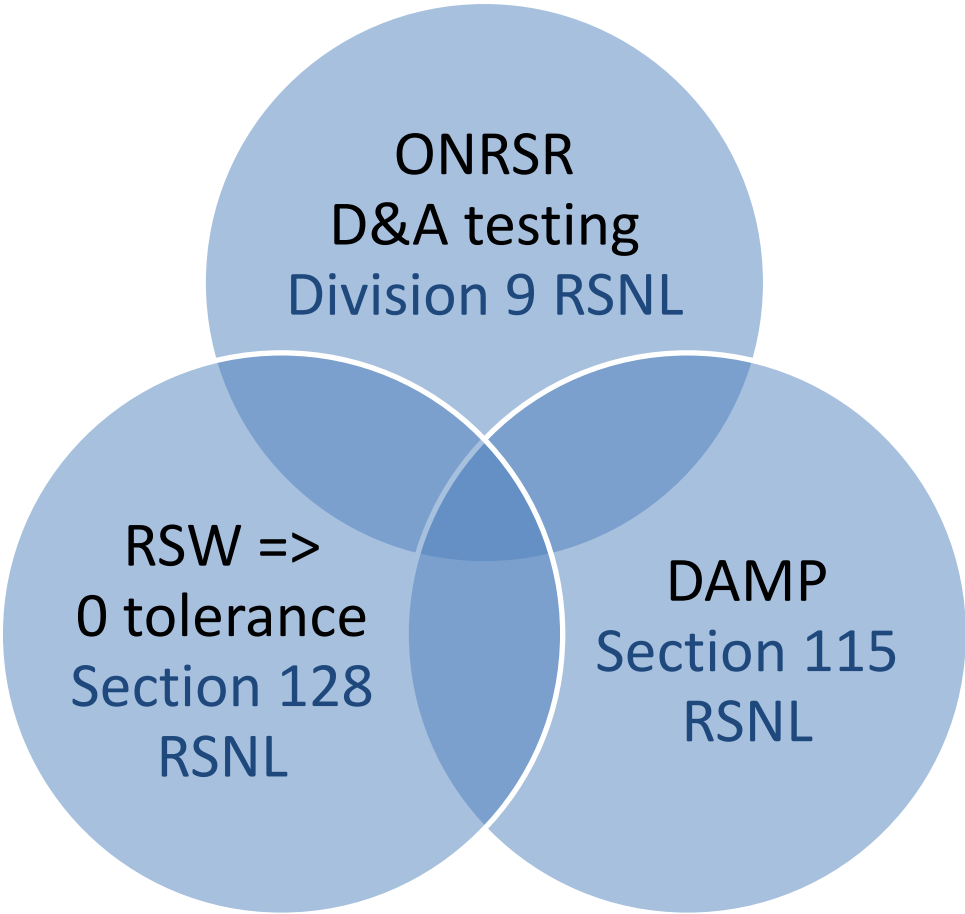 ONRSR
D&A testing
Division 9 RSNL
RSW =>
0 tolerance
Section 128
RSNL
DAMP
Section 115
RSNL